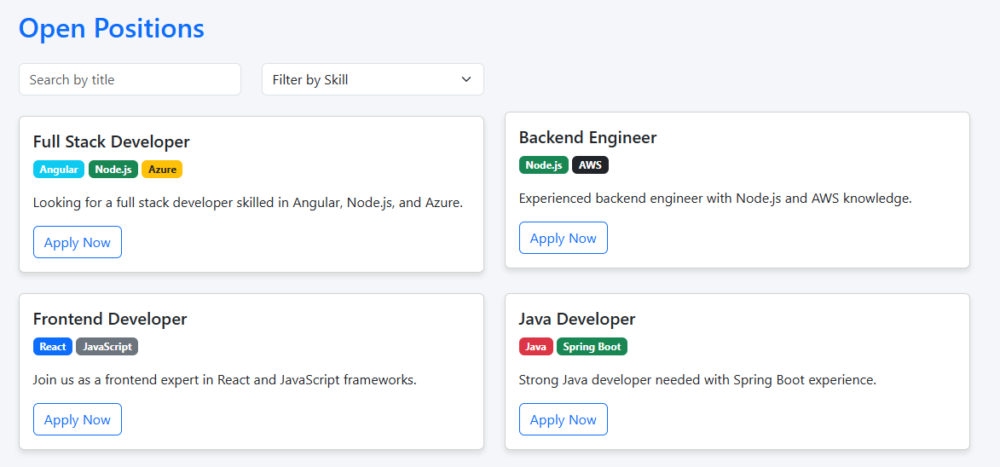 Open Positions
Search by title
Filter by Skill
Full Stack Developer
Angular Node.js Azure
Looking for a full stack developer skilled in Angular, Node.js, and Azure.
Apply Now
Backend Engineer
Node.js AWS
Experienced backend engineer with Node.js and AWS knowledge.
Apply Now
Frontend Developer
React JavaScript
Join us as a frontend expert in React and JavaScript frameworks.
Apply Now
Java Developer
Java Spring Boot
Strong Java developer needed with Spring Boot experience.
Apply Now